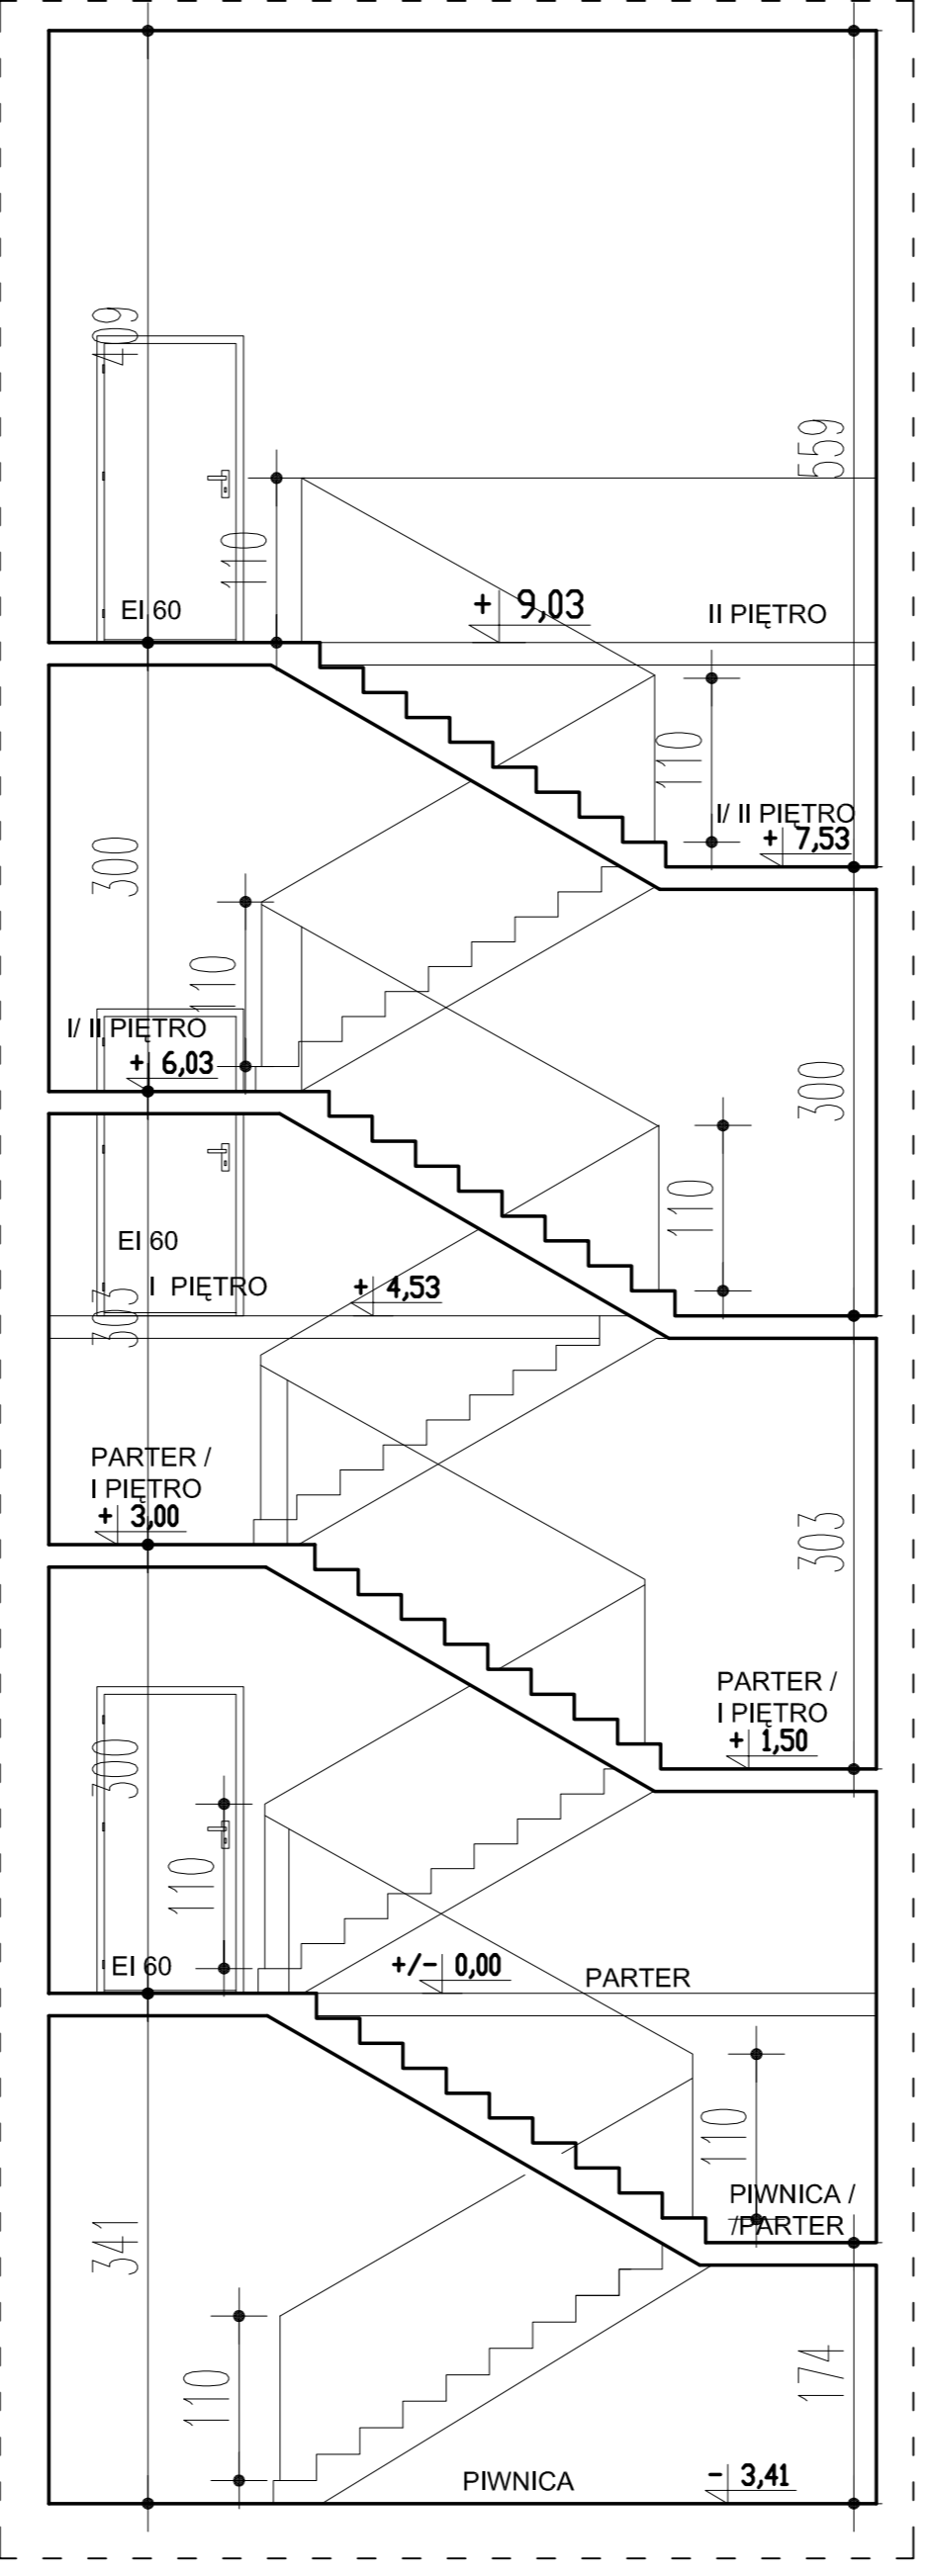 409
559
110
EI 60
+ 9,03
II PIĘTRO
110
I/ II PIĘTRO
+ 7,53
300
110
I/ II PIĘTRO
+ 6,03
300
110
EI 60
I PIĘTRO
+ 4,53
303
PARTER /
I PIĘTRO
+ 3,00
303
PARTER /
I PIĘTRO
+ 1,50
300
110
EI 60
+/- 0,00
PARTER
110
PIWNICA /
/PARTER
341
174
110
PIWNICA
- 3,41